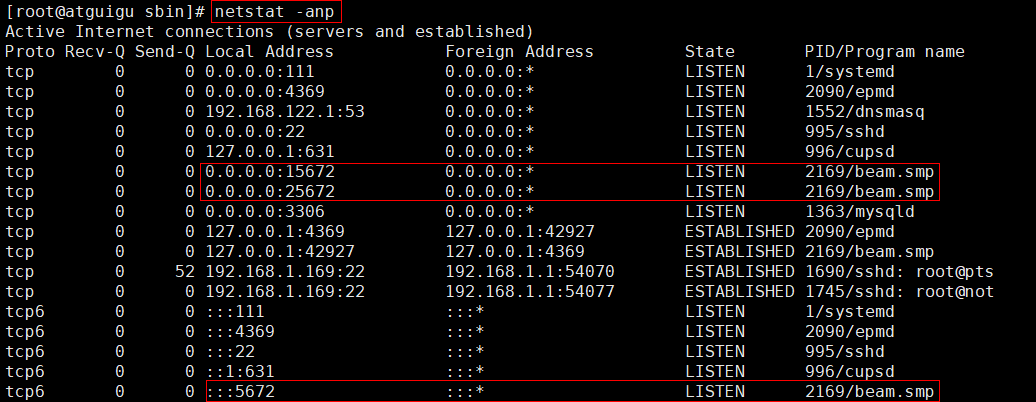 [root@atguigu sbin]# netstat -anp
Active Internet connections (servers and established)
Proto Recv-Q Send-Q Local Address           Foreign Address         State       PID/Program name
tcp        0      0 0.0.0.0:111             0.0.0.0:*               LISTEN      1/systemd
tcp        0      0 0.0.0.0:4369            0.0.0.0:*               LISTEN      2090/epmd
tcp        0      0 192.168.122.1:53        0.0.0.0:*               LISTEN      1552/dnsmasq
tcp        0      0 0.0.0.0:22              0.0.0.0:*               LISTEN      995/sshd
tcp        0      0 127.0.0.1:631           0.0.0.0:*               LISTEN      996/cupsd
tcp        0      0 0.0.0.0:15672           0.0.0.0:*               LISTEN      2169/beam.smp
tcp        0      0 0.0.0.0:25672           0.0.0.0:*               LISTEN      2169/beam.smp
tcp        0      0 0.0.0.0:3306            0.0.0.0:*               LISTEN      1363/mysqld
tcp        0      0 127.0.0.1:4369          127.0.0.1:42927         ESTABLISHED 2090/epmd
tcp        0      0 127.0.0.1:42927         127.0.0.1:4369          ESTABLISHED 2169/beam.smp
tcp        0     52 192.168.1.169:22        192.168.1.1:54070       ESTABLISHED 1690/sshd: root@pts
tcp        0      0 192.168.1.169:22        192.168.1.1:54077       ESTABLISHED 1745/sshd: root@not
tcp6       0      0 :::111                  :::*                    LISTEN      1/systemd
tcp6       0      0 :::4369                 :::*                    LISTEN      2090/epmd
tcp6       0      0 :::22                   :::*                    LISTEN      995/sshd
tcp6       0      0 ::1:631                 :::*                    LISTEN      996/cupsd
tcp6       0      0 :::5672                 :::*                    LISTEN      2169/beam.smp